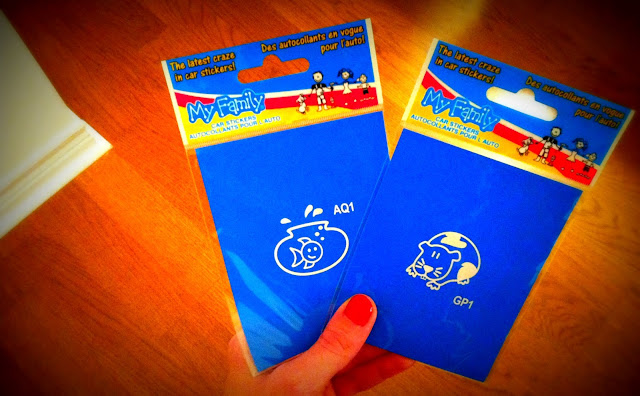 The latest craze
in car stickers!
Des autocollants en vogue
pour l'auto!
My Family
CAR STICKERS
AUTOCOLLANTS POUR L'AUTO
AQ1
The latest craze
in car stickers!
Des autocollants en vogue
pour l'auto!
My Family
CAR STICKERS
AUTOCOLLANTS POUR L'AUTO
GP1